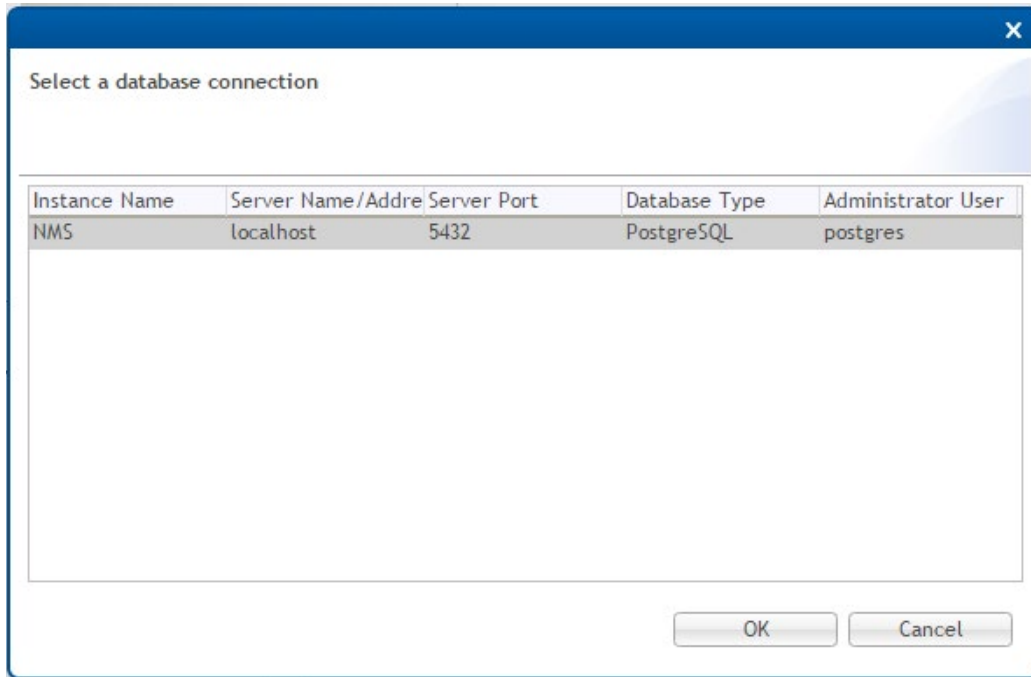 Select a database connection
Instance Name Server Name/Addre Server Port Database Type Administrator User
NMS localhost 5432 PostgreSQL postgres
OK Cancel